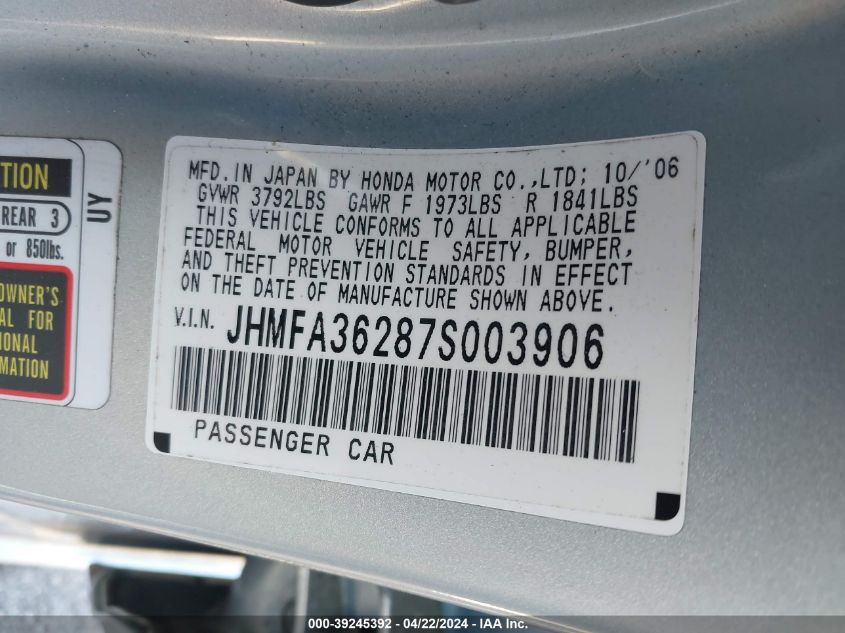 TION
REAR 3
or 850lbs.
OWNER'S
AL FOR
IONAL
RMATION
UY
MFD.IN JAPAN BY HONDA MOTOR CO.,LTD; 10/'06
GVWR 3792LBS GAWR F 1973LBS R 1841LBS
THIS VEHICLE CONFORMS TO ALL APPLICABLE
FEDERAL MOTOR VEHICLE SAFETY, BUMPER,
AND THEFT PREVENTION STANDARDS IN EFFECT
ON THE DATE OF MANUFACTURE SHOWN ABOVE.
V.I.N. JHMFA36287S003906
PASSENGER CAR
000-39245392 - 04/22/2024 - IAA Inc.